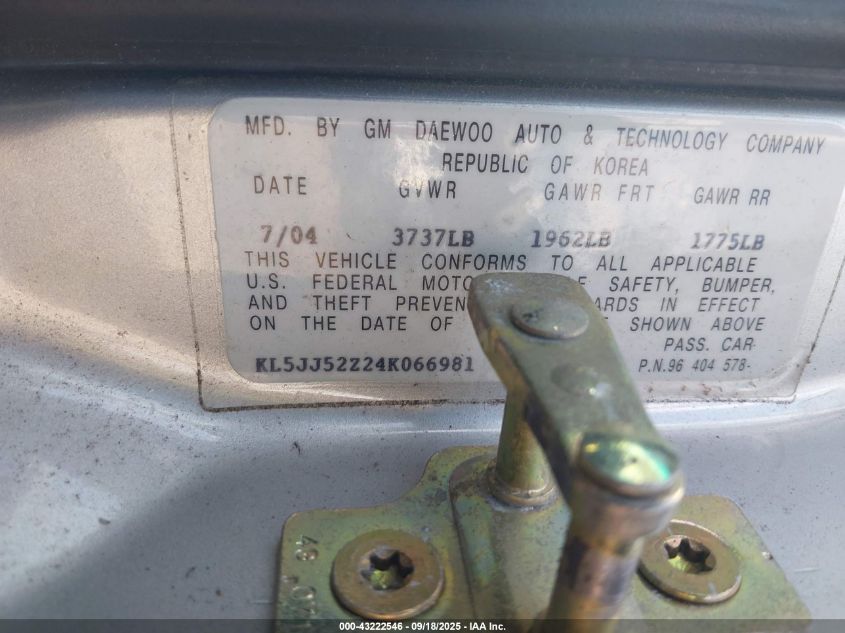 MFD. BY GM DAEWOO AUTO & TECHNOLOGY COMPANY
REPUBLIC OF KOREA
DATE GVWR GAWR FRT GAWR RR
7/04 3737LB 1962LB 1775LB
THIS VEHICLE CONFORMS TO ALL APPLICABLE
U.S. FEDERAL MOTO E SAFETY, BUMPER,
AND THEFT PREVEN ARDS IN EFFECT
ON THE DATE OF SHOWN ABOVE
PASS. CAR
KL5JJ52Z24K066981 P.N.96 404 578-
000-43222546 - 09/18/2025 - IAA Inc.